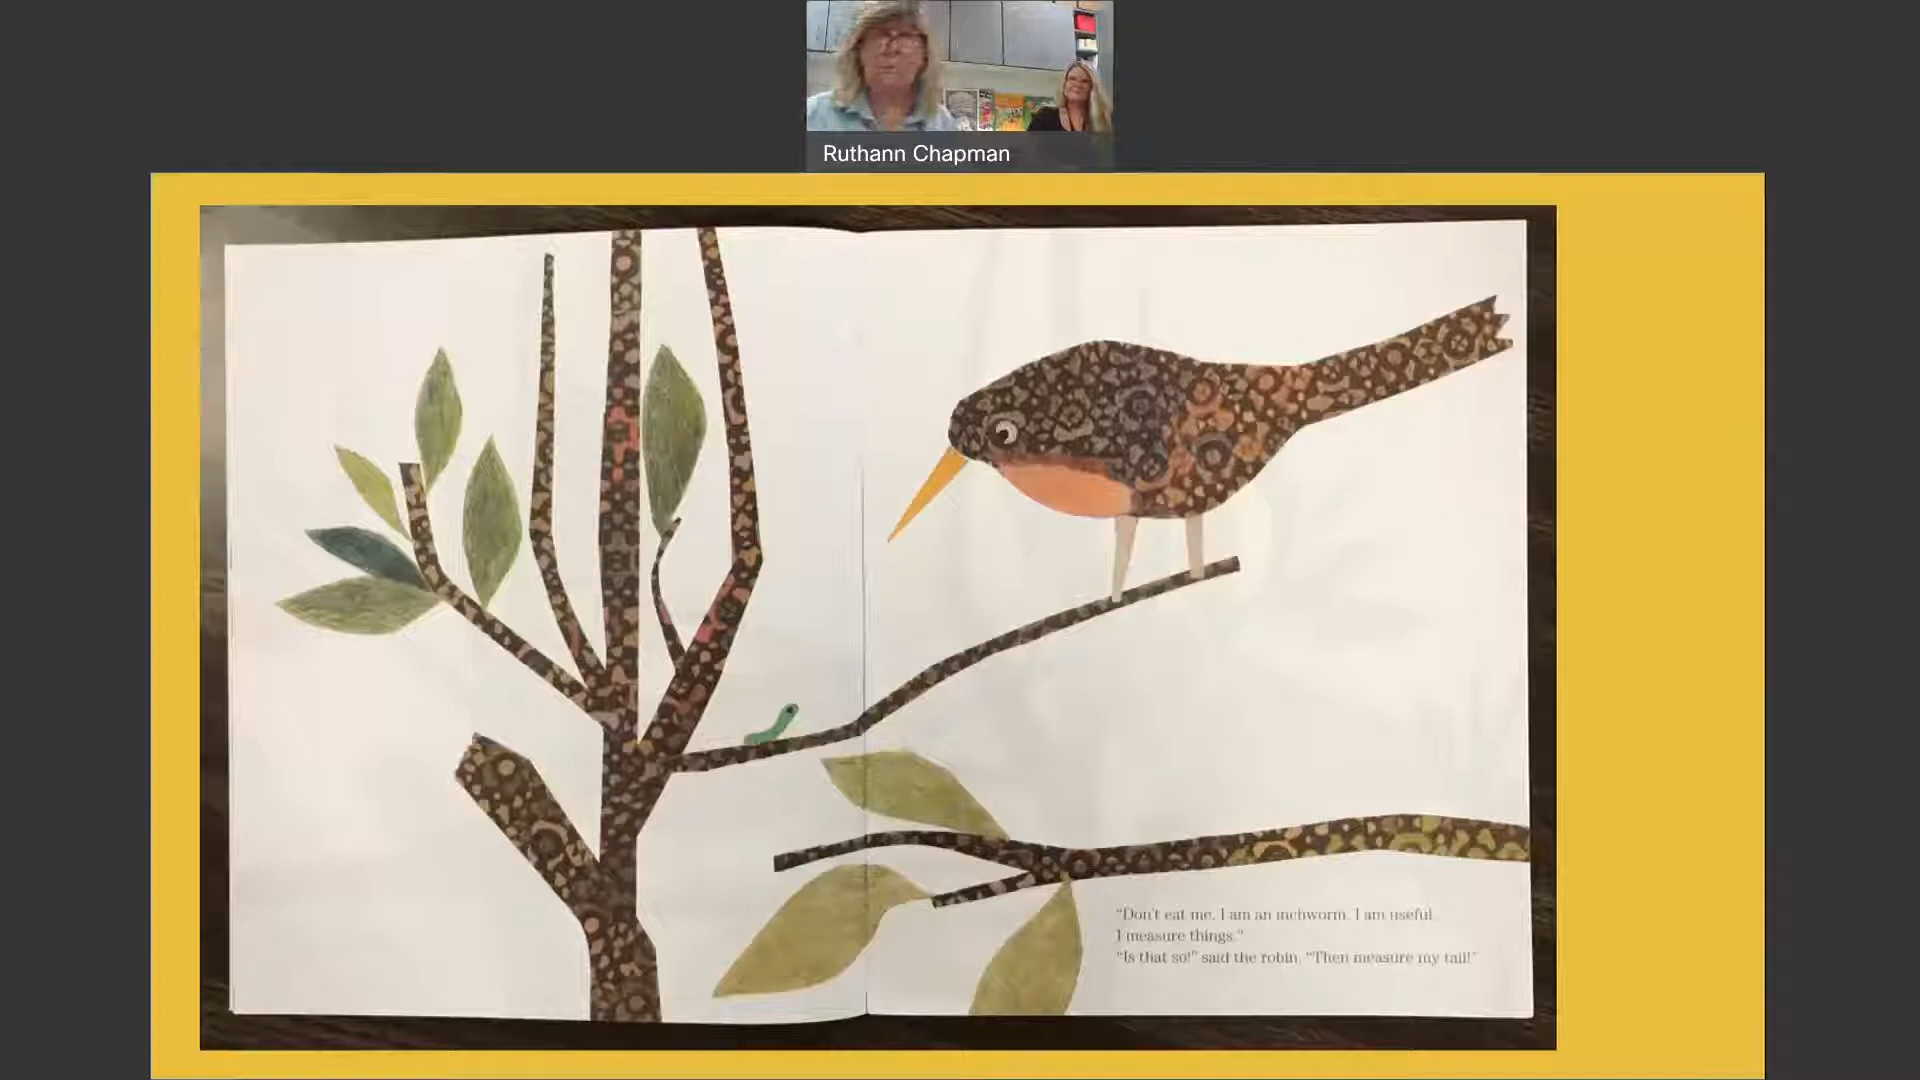 Ruthann Chapman
“Don't eat me. I am an inchworm. I am useful.
I measure things.”
“Is that so!” said the robin. “Then measure my tail!”